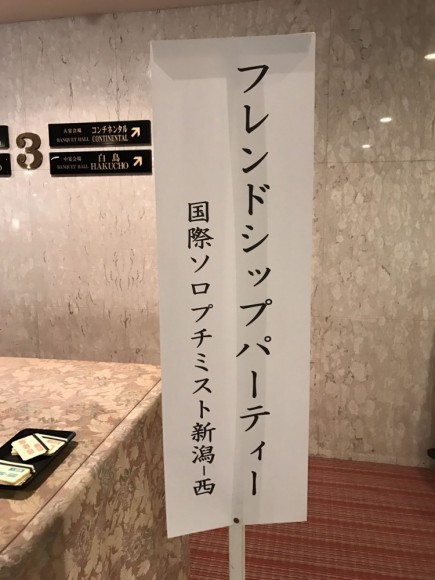 フレンドシップパーティー
国際ソロプチミスト新潟-西
3
大宴会場 コンチネンタル
BANQUET HALL CONTINENTAL
中宴会場 白鳥
BANQUET HALL HAKUCHO